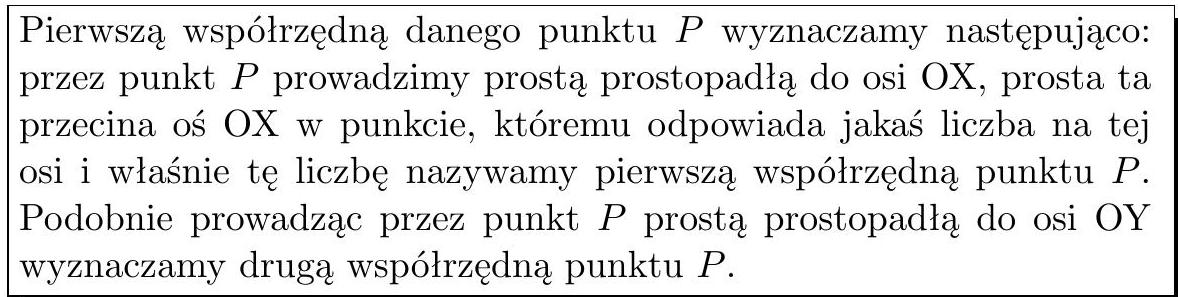 Pierwszą współrzędną danego punktu P wyznaczamy następująco:
przez punkt P prowadzimy prostą prostopadłą do osi OX, prosta ta
przecina oś OX w punkcie, któremu odpowiada jakaś liczba na tej
osi i właśnie tę liczbę nazywamy pierwszą współrzędną punktu P.
Podobnie prowadząc przez punkt P prostą prostopadłą do osi OY
wyznaczamy drugą współrzędną punktu P.